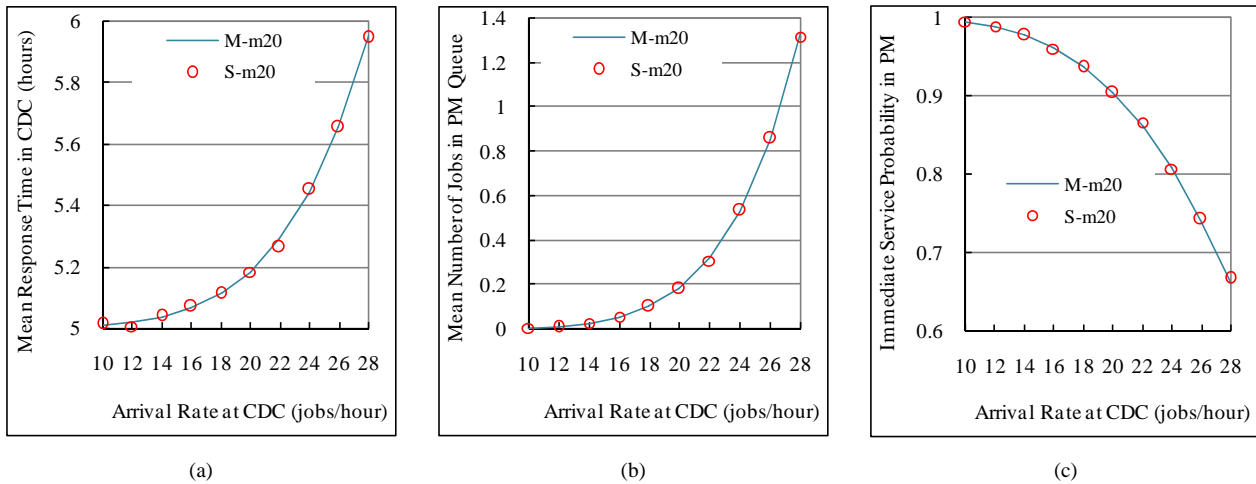 Mean Response Time in CDC (hours)
6
5.8
5.6
5.4
5.2
5
M-m20
S-m20
10 12 14 16 18 20 22 24 26 28
Arrival Rate at CDC (jobs/hour)
(a)
Mean Number of Jobs in PM Queue
1.4
1.2
1
0.8
0.6
0.4
0.2
0
M-m20
S-m20
10 12 14 16 18 20 22 24 26 28
Arrival Rate at CDC (jobs/hour)
(b)
Immediate Service Probability in PM
1
0.9
0.8
0.7
0.6
M-m20
S-m20
10 12 14 16 18 20 22 24 26 28
Arrival Rate at CDC (jobs/hour)
(c)